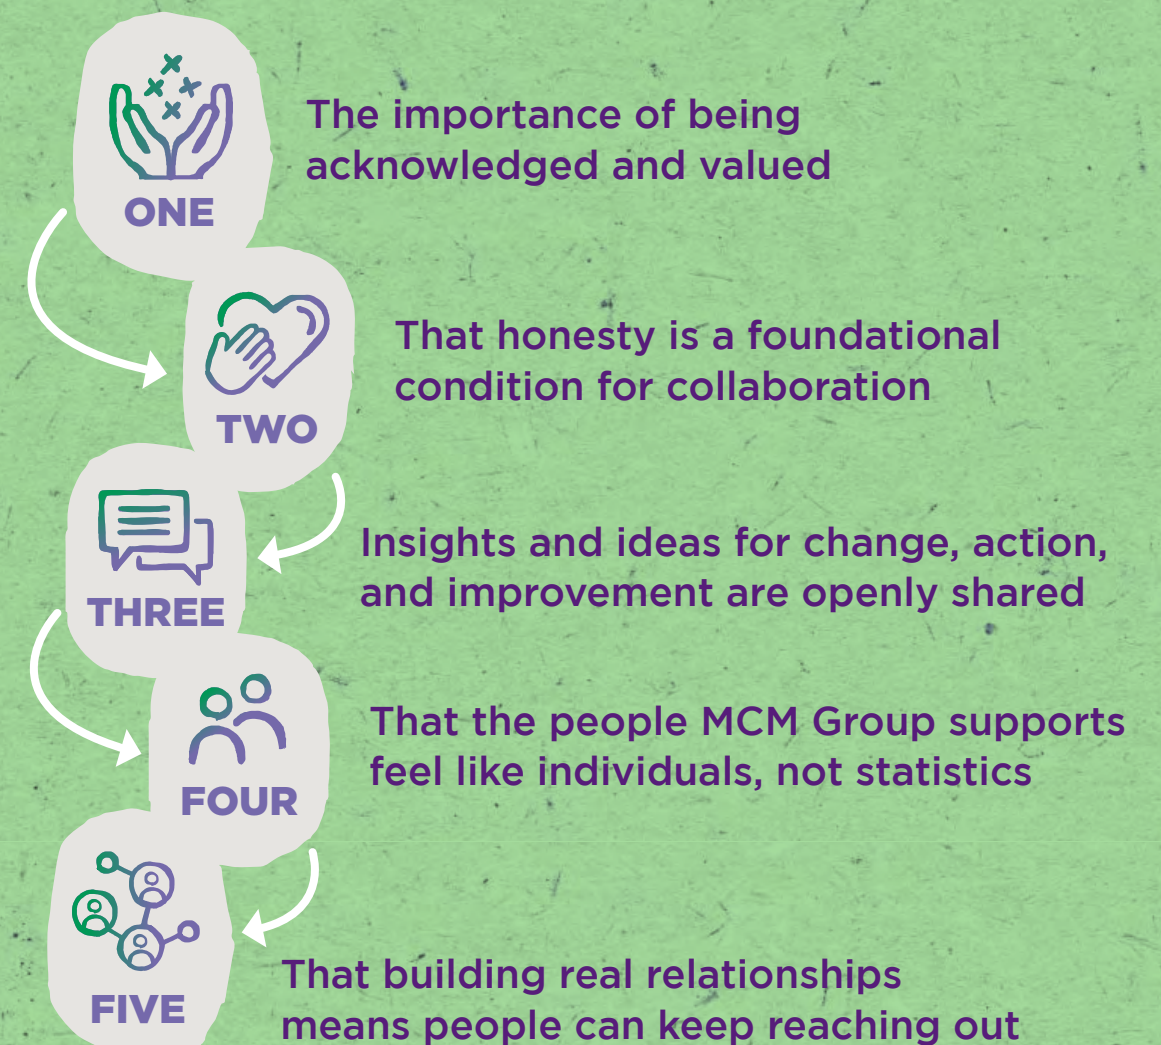 ONE
The importance of being
acknowledged and valued
TWO
That honesty is a foundational
condition for collaboration
THREE
Insights and ideas for change, action,
and improvement are openly shared
FOUR
That the people MCM Group supports
feel like individuals, not statistics
FIVE
That building real relationships
means people can keep reaching out